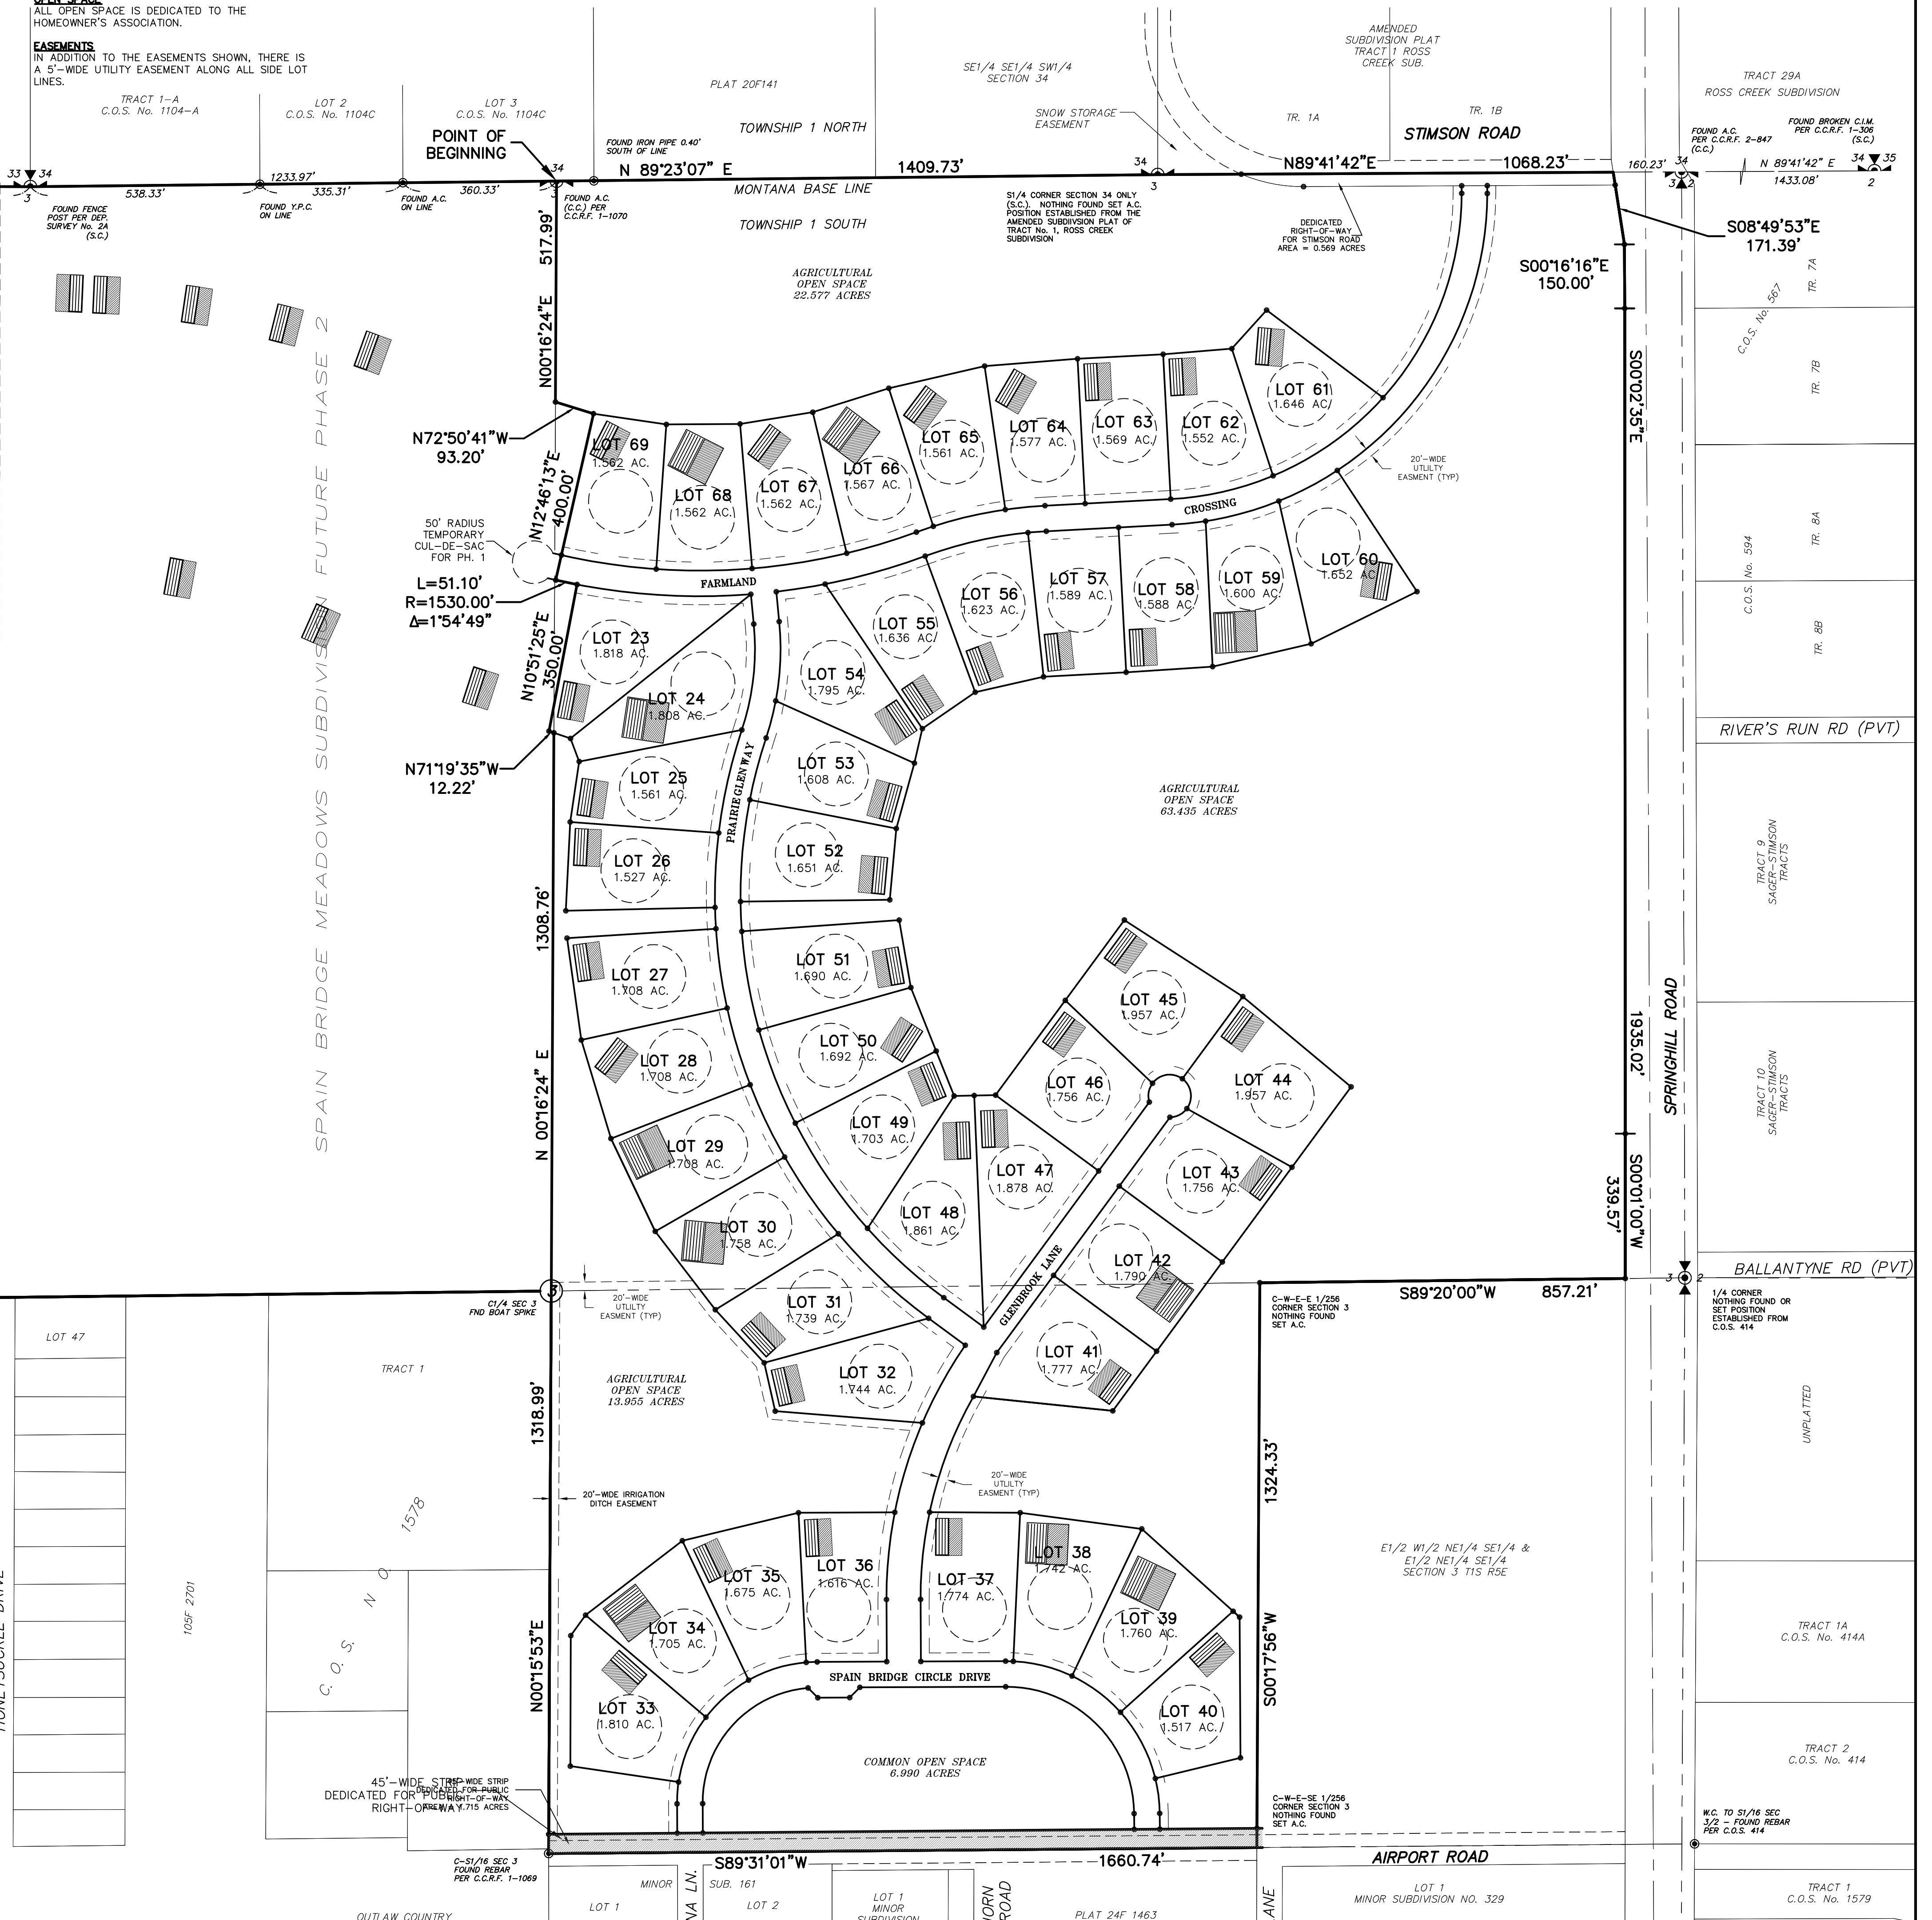 OPEN SPACE
ALL OPEN SPACE IS DEDICATED TO THE
HOMEOWNER'S ASSOCIATION.
EASEMENTS
IN ADDITION TO THE EASEMENTS SHOWN, THERE IS
A 5'-WIDE UTILITY EASEMENT ALONG ALL SIDE LOT
LINES.
TRACT 1-A
C.O.S. No. 1104-A
LOT 2
C.O.S. No. 1104C
LOT 3
C.O.S. No. 1104C
POINT OF
BEGINNING
PLAT 20F141
TOWNSHIP 1 NORTH
SE1/4 SE1/4 SW1/4
SECTION 34
SNOW STORAGE
EASEMENT
AMENDED
SUBDIVISION PLAT
TRACT 1 ROSS
CREEK SUB.
TR. 1A
TR. 1B
STIMSON ROAD
TRACT 29A
ROSS CREEK SUBDIVISION
FOUND A.C.
PER C.C.R.F. 2-847
(C.C.)
FOUND BROKEN C.I.M.
PER C.C.R.F. 1-306
(S.C.)
FOUND IRON PIPE 0.40'
SOUTH OF LINE
33 34
3
538.33'
1233.97'
335.31'
360.33'
34
3
N 89°23'07" E
1409.73'
34
3
N89°41'42"E
1068.23'
160.23'
34
3 2
N 89°41'42" E
1433.08'
34 35
2
FOUND FENCE
POST PER DEP.
SURVEY No. 2A
(S.C.)
FOUND Y.P.C.
ON LINE
FOUND A.C.
ON LINE
FOUND A.C.
(C.C.) PER
C.C.R.F. 1-1070
MONTANA BASE LINE
TOWNSHIP 1 SOUTH
S1/4 CORNER SECTION 34 ONLY
(S.C.). NOTHING FOUND SET A.C.
POSITION ESTABLISHED FROM THE
AMENDED SUBDIIVSION PLAT OF
TRACT No. 1, ROSS CREEK
SUBDIVISION
DEDICATED
RIGHT-OF-WAY
FOR STIMSON ROAD
AREA = 0.569 ACRES
S08°49'53"E
171.39'
S00°16'16"E
150.00'
517.99'
N00°16'24"E
AGRICULTURAL
OPEN SPACE
22.577 ACRES
C.O.S. No. 567
TR. 7A
TR. 7B
S00°02'35"E
SPAIN BRIDGE MEADOWS SUBDIVISION FUTURE PHASE 2
N72°50'41"W
93.20'
N12°46'13"E
400.00'
LOT 69
1.562 AC.
LOT 68
1.562 AC.
LOT 67
1.562 AC.
LOT 66
1.567 AC.
LOT 65
1.561 AC.
LOT 64
1.577 AC.
LOT 63
1.569 AC.
LOT 62
1.552 AC.
LOT 61
1.646 AC.
20'-WIDE
UTLILTY
EASMENT (TYP)
50' RADIUS
TEMPORARY
CUL-DE-SAC
FOR PH. 1
FARMLAND
CROSSING
L=51.10'
R=1530.00'
Δ=1°54'49"
N10°51'25"E
350.00'
LOT 60
1.652 AC.
LOT 59
1.600 AC.
LOT 58
1.588 AC.
LOT 57
1.589 AC.
LOT 56
1.623 AC.
LOT 55
1.636 AC.
LOT 54
1.795 AC.
LOT 23
1.818 AC.
LOT 24
1.808 AC.
C.O.S. No. 594
TR. 8A
TR. 8B
N71°19'35"W
12.22'
LOT 25
1.561 AC.
PRAIRIE GLEN WAY
LOT 53
1.608 AC.
RIVER'S RUN RD (PVT)
AGRICULTURAL
OPEN SPACE
63.435 ACRES
LOT 26
1.527 AC.
LOT 52
1.651 AC.
TRACT 9
SAGER-STIMSON
TRACTS
1308.76'
N 00°16'24" E
LOT 27
1.708 AC.
LOT 51
1.690 AC.
LOT 45
1.957 AC.
1935.02'
SPRINGHILL ROAD
LOT 28
1.708 AC.
LOT 50
1.692 AC.
LOT 46
1.756 AC.
LOT 44
1.957 AC.
TRACT 10
SAGER-STIMSON
TRACTS
LOT 29
1.708 AC.
LOT 49
1.703 AC.
LOT 47
1.878 AC.
LOT 43
1.756 AC.
S00°01'00"W
339.57'
LOT 30
1.758 AC.
LOT 48
1.861 AC.
LOT 42
1.790 AC.
GLENBROOK LANE
BALLANTYNE RD (PVT)
3 2
3
C1/4 SEC 3
FND BOAT SPIKE
20'-WIDE
UTLILTY
EASMENT (TYP)
LOT 31
1.739 AC.
C-W-E-E 1/256
CORNER SECTION 3
NOTHING FOUND
SET A.C.
S89°20'00"W
857.21'
1/4 CORNER
NOTHING FOUND OR
SET POSITION
ESTABLISHED FROM
C.O.S. 414
LOT 47
TRACT 1
LOT 41
1.777 AC.
LOT 32
1.744 AC.
AGRICULTURAL
OPEN SPACE
13.955 ACRES
1318.99'
UNPLATTED
1324.33'
20'-WIDE
UTLILTY
EASMENT (TYP)
20'-WIDE IRRIGATION
DITCH EASEMENT
C. O. S. N O 1578
105F 2701
LOT 38
1.742 AC.
LOT 36
1.616 AC.
LOT 35
1.675 AC.
LOT 37
1.774 AC.
E1/2 W1/2 NE1/4 SE1/4 &
E1/2 NE1/4 SE1/4
SECTION 3 T1S R5E
LOT 34
1.705 AC.
LOT 39
1.760 AC.
TRACT 1A
C.O.S. No. 414A
N00°15'53"E
S00°17'56"W
SPAIN BRIDGE CIRCLE DRIVE
LOT 33
1.810 AC.
LOT 40
1.517 AC.
COMMON OPEN SPACE
6.990 ACRES
TRACT 2
C.O.S. No. 414
45'-WIDE STRIP
DEDICATED FOR PUBLIC
RIGHT-OF-WAY
C-W-E-SE 1/256
CORNER SECTION 3
NOTHING FOUND
SET A.C.
W.C. TO S1/16 SEC
3/2 - FOUND REBAR
PER C.O.S. 414
C-S1/16 SEC 3
FOUND REBAR
PER C.C.R.F. 1-1069
S89°31'01"W
1660.74'
AIRPORT ROAD
MINOR SUB. 161
LOT 1
LOT 2
NA LN.
LOT 1
MINOR
SUBDIVISION
ROAD
PLAT 24F 1463
LANE
LOT 1
MINOR SUBDIVISION NO. 329
TRACT 1
C.O.S. No. 1579
OUTLAW COUNTRY